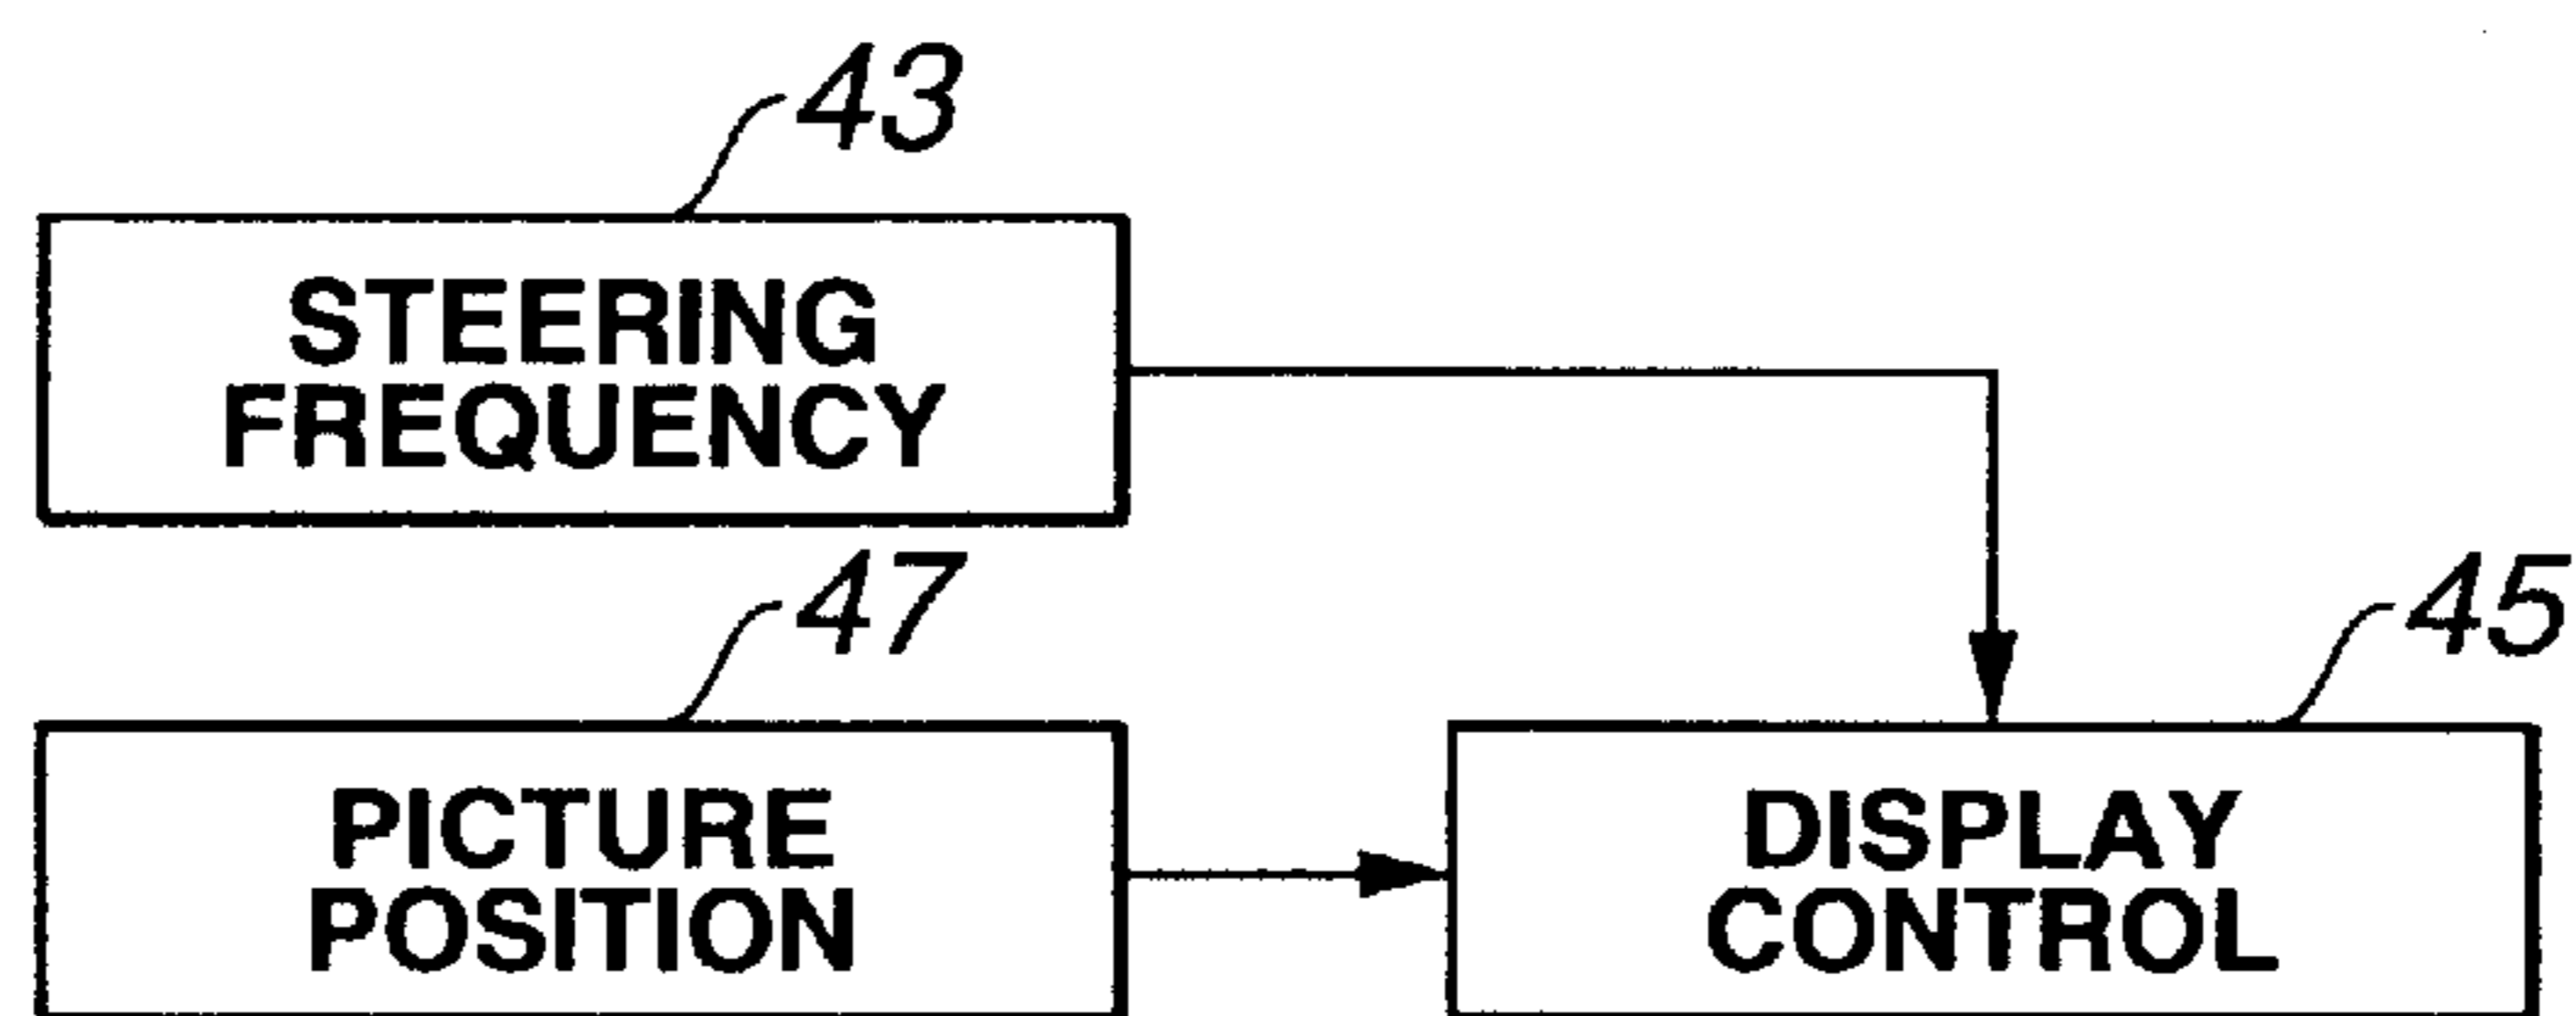 43
STEERING
FREQUENCY
47
45
PICTURE
POSITION
DISPLAY
CONTROL